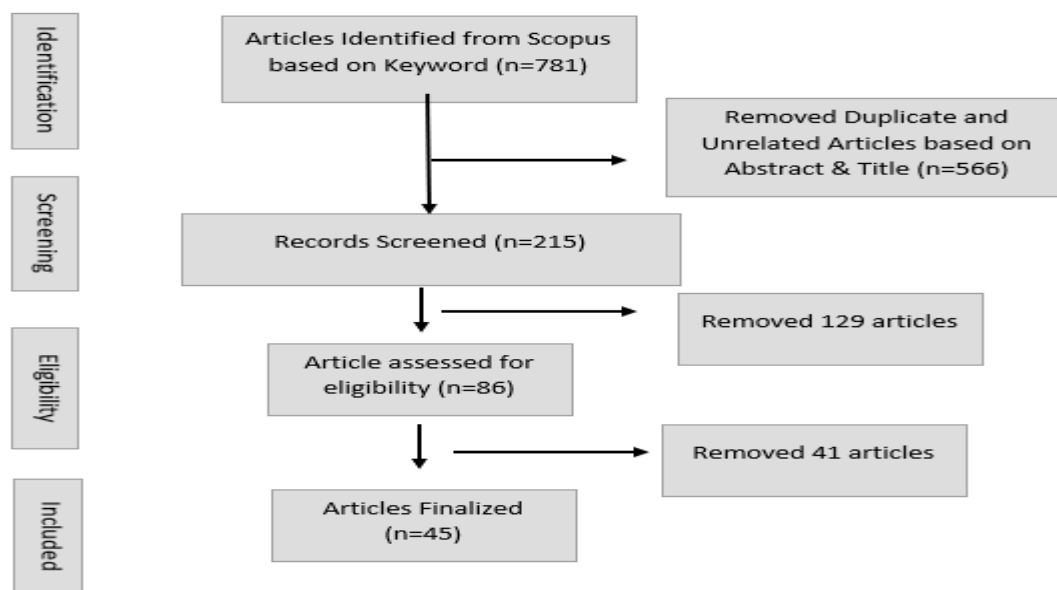 Identification
Articles Identified from Scopus
based on Keyword (n=781)
Removed Duplicate and
Unrelated Articles based on
Abstract & Title (n=566)
Screening
Records Screened (n=215)
Removed 129 articles
Eligibility
Article assessed for
eligibility (n=86)
Removed 41 articles
Included
Articles Finalized
(n=45)